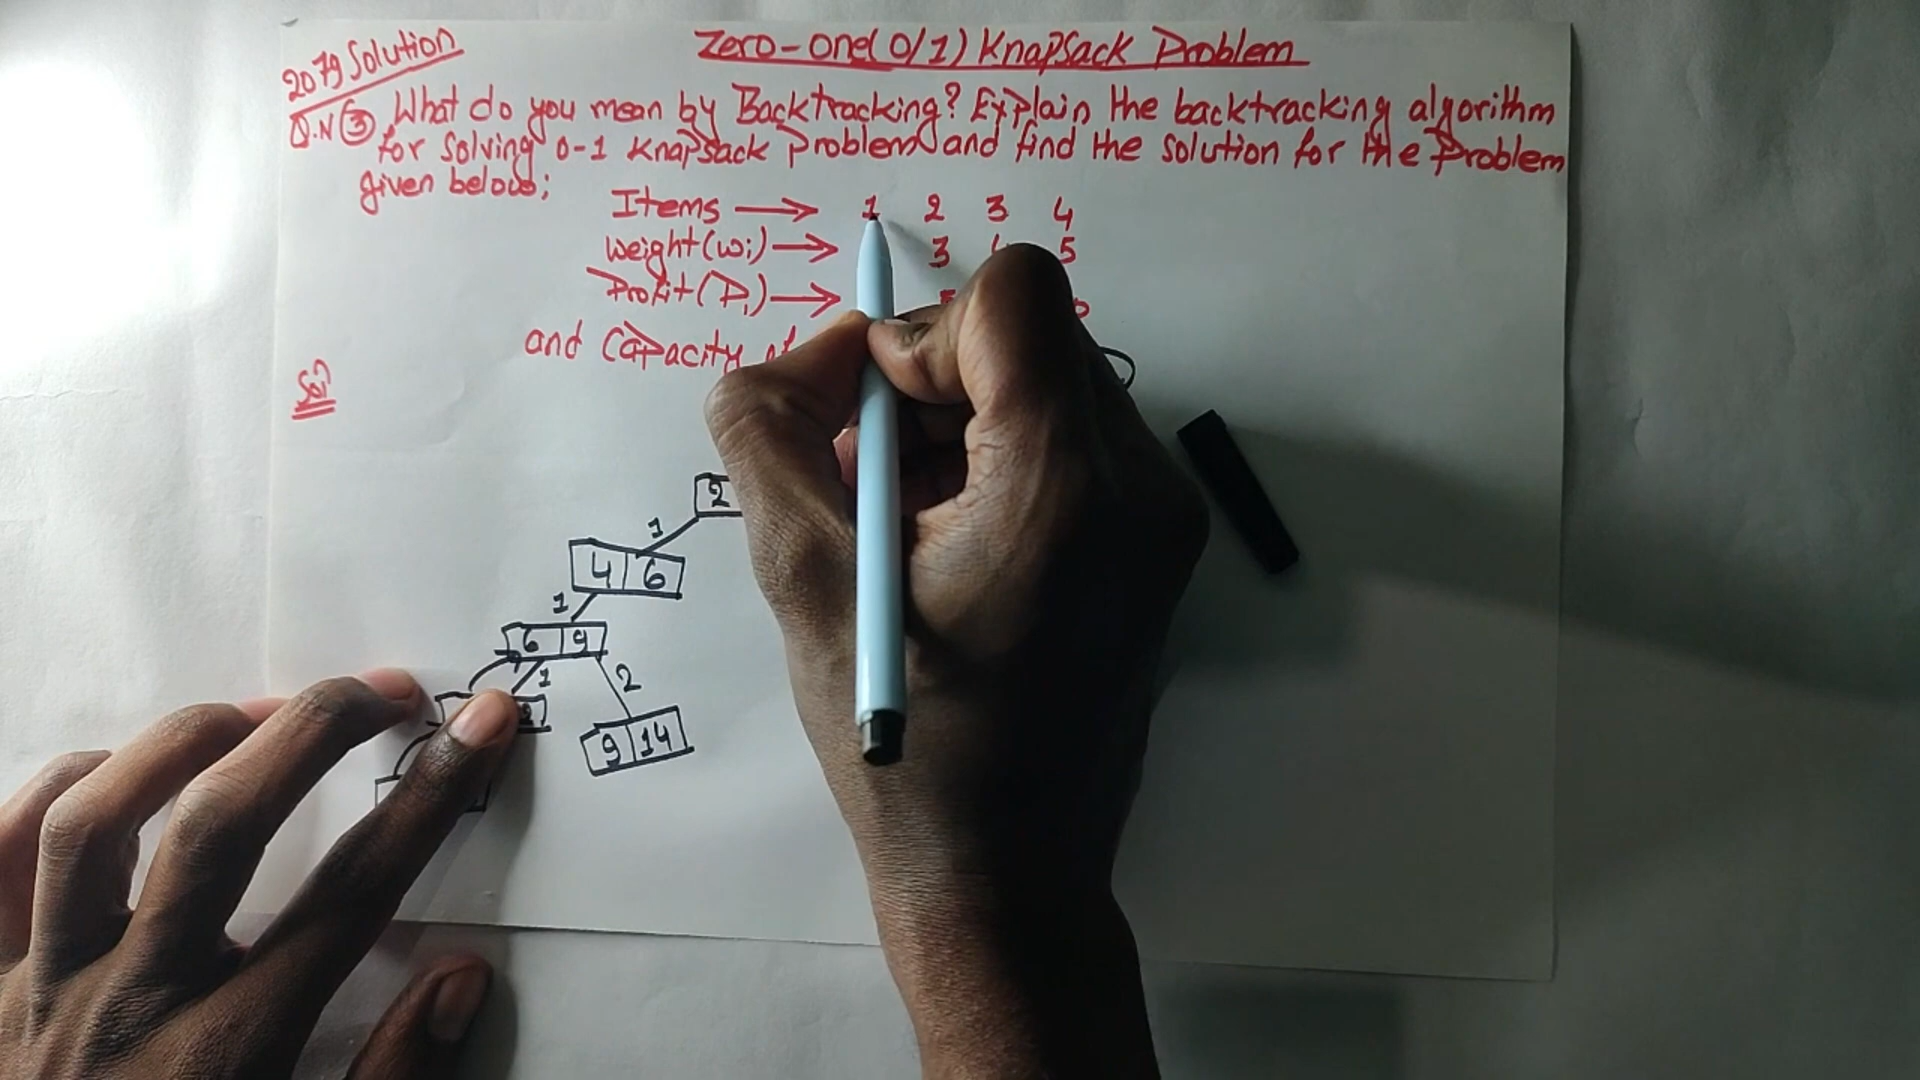 2079 Solution
Zero-one(0/1) Knapsack Problem
Q.N 3 What do you mean by Backtracking? Explain the backtracking algorithm
for solving 0-1 Knapsack problem and find the solution for the problem
given below;
Items → 1 2 3 4
Weight(wi) → 3 5
Profit(Pi) →
and Capacity of
Sol
2
1
4 6
1
6 9
1 2
9 14